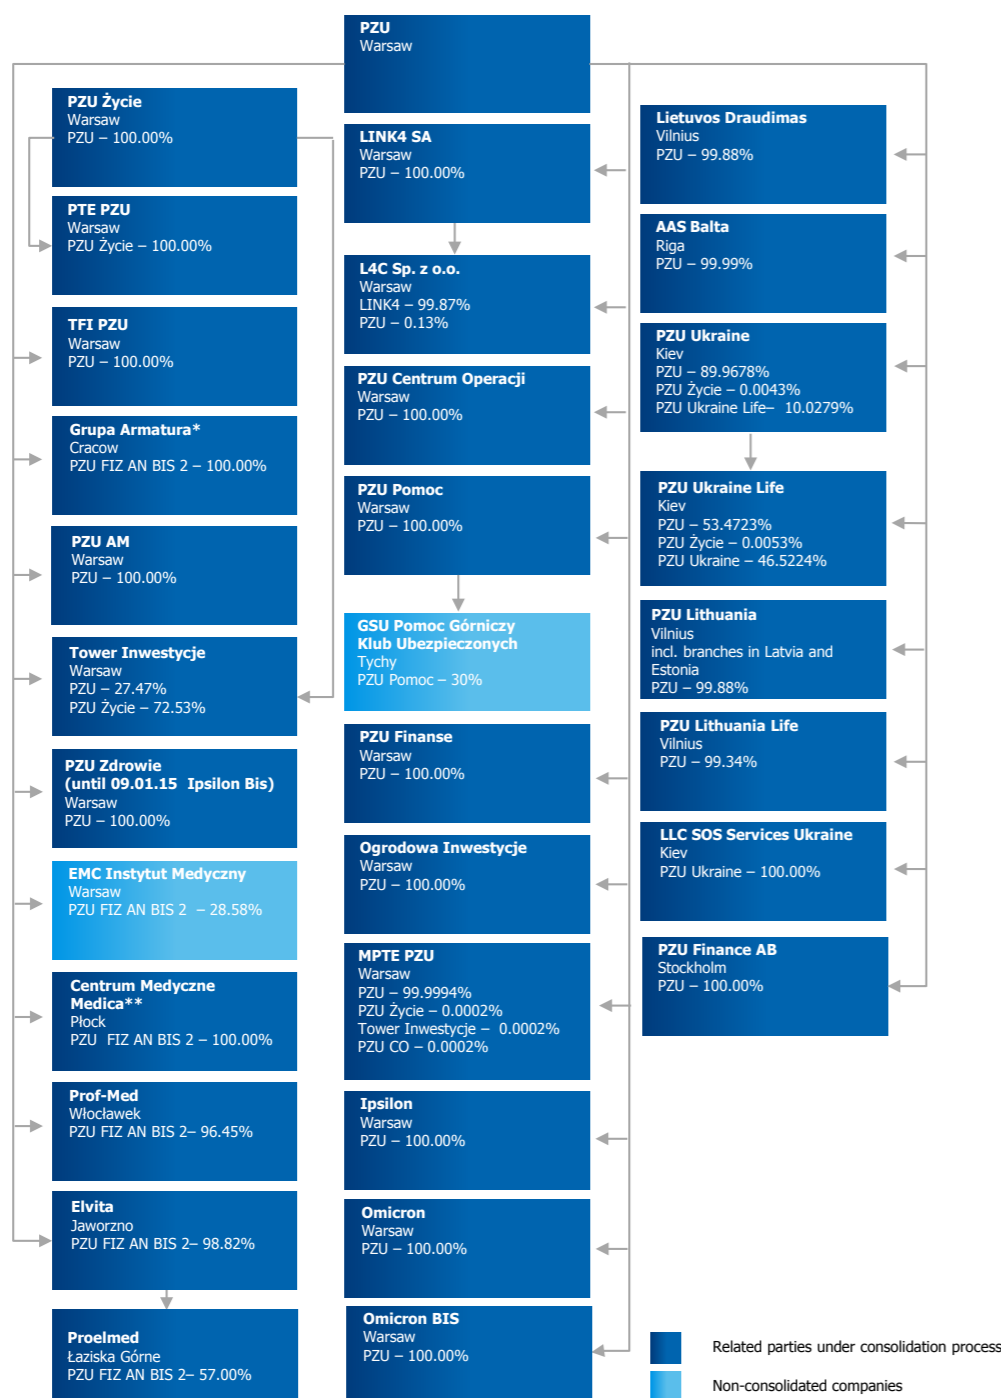 PZU
Warsaw
PZU Życie
Warsaw
PZU – 100.00%
PTE PZU
Warsaw
PZU Życie – 100.00%
TFI PZU
Warsaw
PZU – 100.00%
Grupa Armatura*
Cracow
PZU FIZ AN BIS 2 – 100.00%
PZU AM
Warsaw
PZU – 100.00%
Tower Inwestycje
Warsaw
PZU – 27.47%
PZU Życie – 72.53%
PZU Zdrowie
(until 09.01.15 Ipsilon Bis)
Warsaw
PZU – 100.00%
EMC Instytut Medyczny
Warsaw
PZU FIZ AN BIS 2 – 28.58%
Centrum Medyczne
Medica**
Płock
PZU FIZ AN BIS 2 – 100.00%
Prof-Med
Włocławek
PZU FIZ AN BIS 2– 96.45%
Elvita
Jaworzno
PZU FIZ AN BIS 2– 98.82%
Proelmed
Łaziska Górne
PZU FIZ AN BIS 2– 57.00%
LINK4 SA
Warsaw
PZU – 100.00%
L4C Sp. z o.o.
Warsaw
LINK4 – 99.87%
PZU – 0.13%
PZU Centrum Operacji
Warsaw
PZU – 100.00%
PZU Pomoc
Warsaw
PZU – 100.00%
GSU Pomoc Górniczy
Klub Ubezpieczonych
Tychy
PZU Pomoc – 30%
PZU Finanse
Warsaw
PZU – 100.00%
Ogrodowa Inwestycje
Warsaw
PZU – 100.00%
MPTE PZU
Warsaw
PZU – 99.9994%
PZU Życie – 0.0002%
Tower Inwestycje – 0.0002%
PZU CO – 0.0002%
Ipsilon
Warsaw
PZU – 100.00%
Omicron
Warsaw
PZU – 100.00%
Omicron BIS
Warsaw
PZU – 100.00%
Lietuvos Draudimas
Vilnius
PZU – 99.88%
AAS Balta
Riga
PZU – 99.99%
PZU Ukraine
Kiev
PZU – 89.9678%
PZU Życie – 0.0043%
PZU Ukraine Life– 10.0279%
PZU Ukraine Life
Kiev
PZU – 53.4723%
PZU Życie – 0.0053%
PZU Ukraine – 46.5224%
PZU Lithuania
Vilnius
incl. branches in Latvia and
Estonia
PZU – 99.88%
PZU Lithuania Life
Vilnius
PZU – 99.34%
LLC SOS Services Ukraine
Kiev
PZU Ukraine – 100.00%
PZU Finance AB
Stockholm
PZU – 100.00%
Related parties under consolidation process
Non-consolidated companies